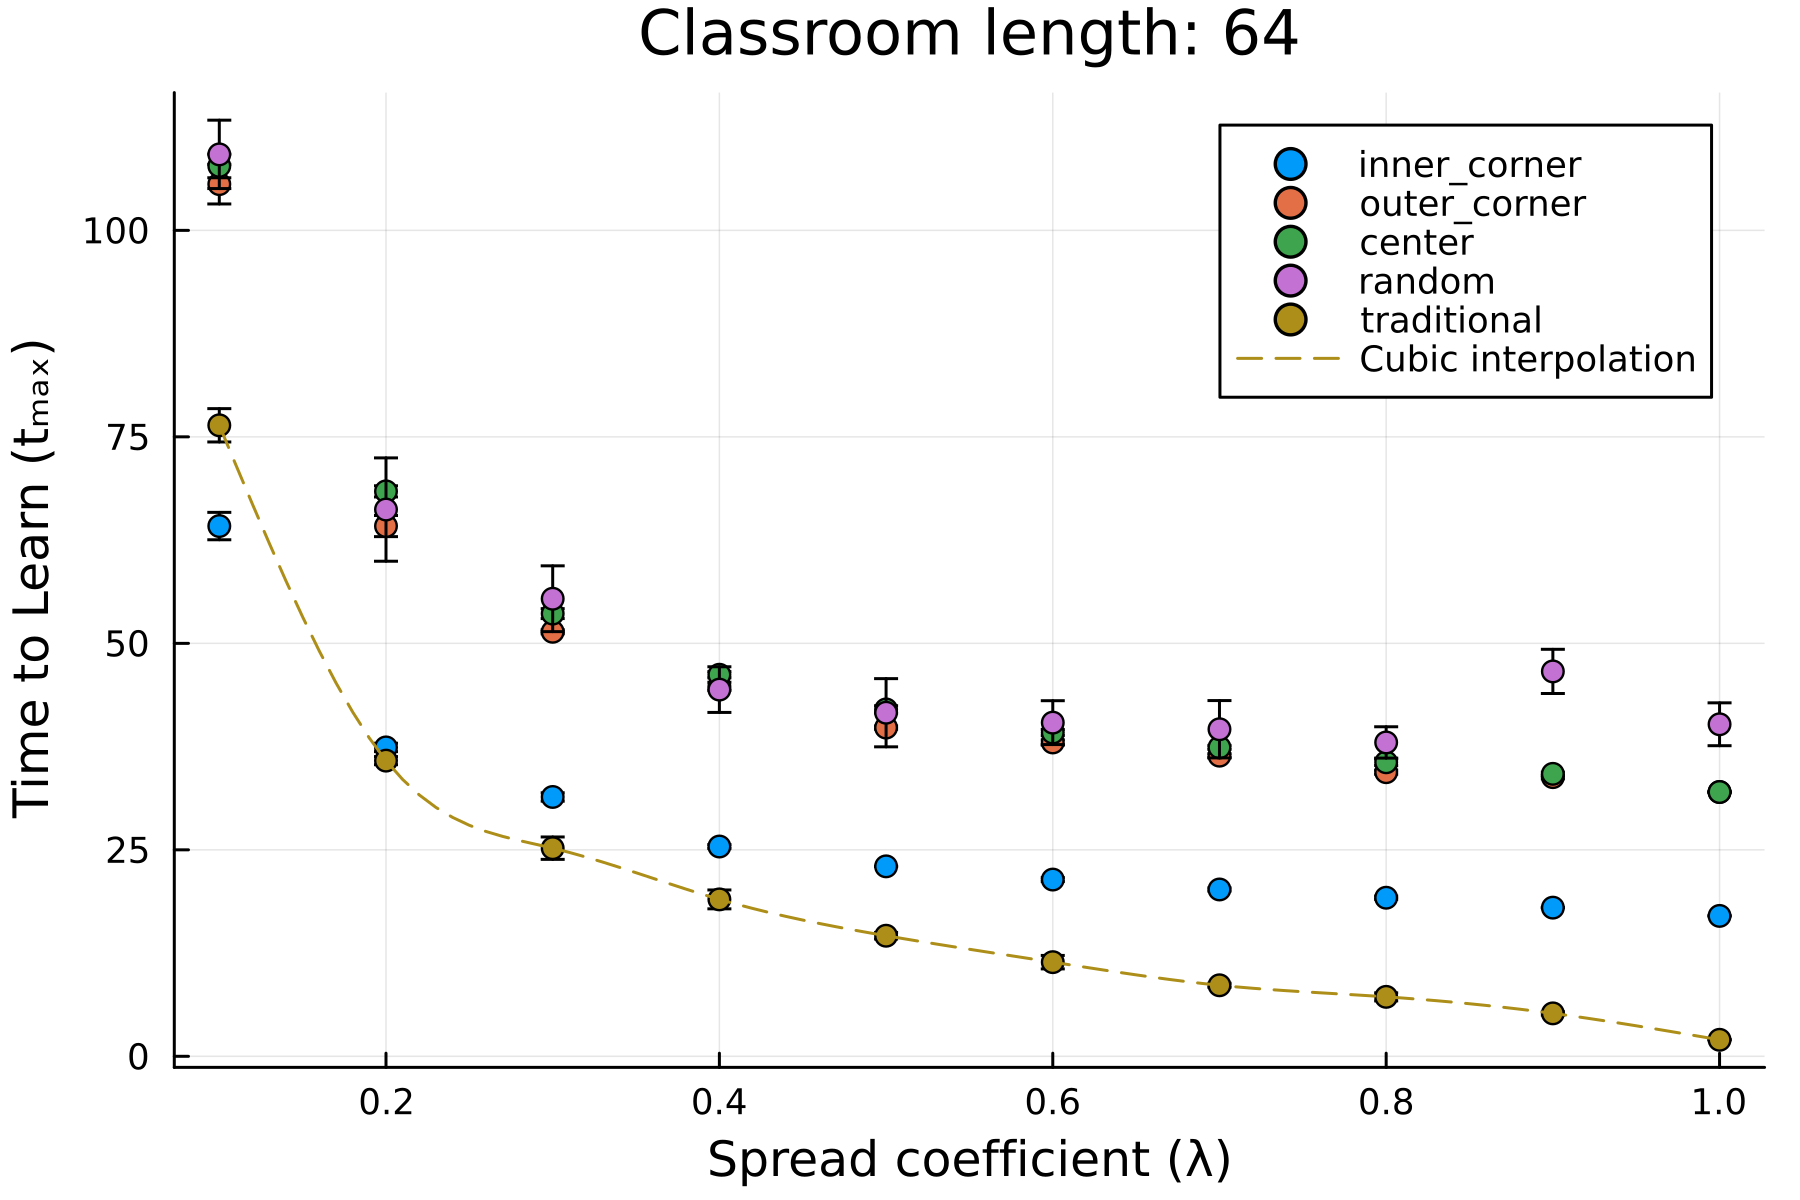 Classroom length: 64
inner_corner
outer_corner
center
random
traditional
Cubic interpolation
Time to Learn (tₘₐₓ)
100
75
50
25
0
0.2 0.4 0.6 0.8 1.0
Spread coefficient (λ)